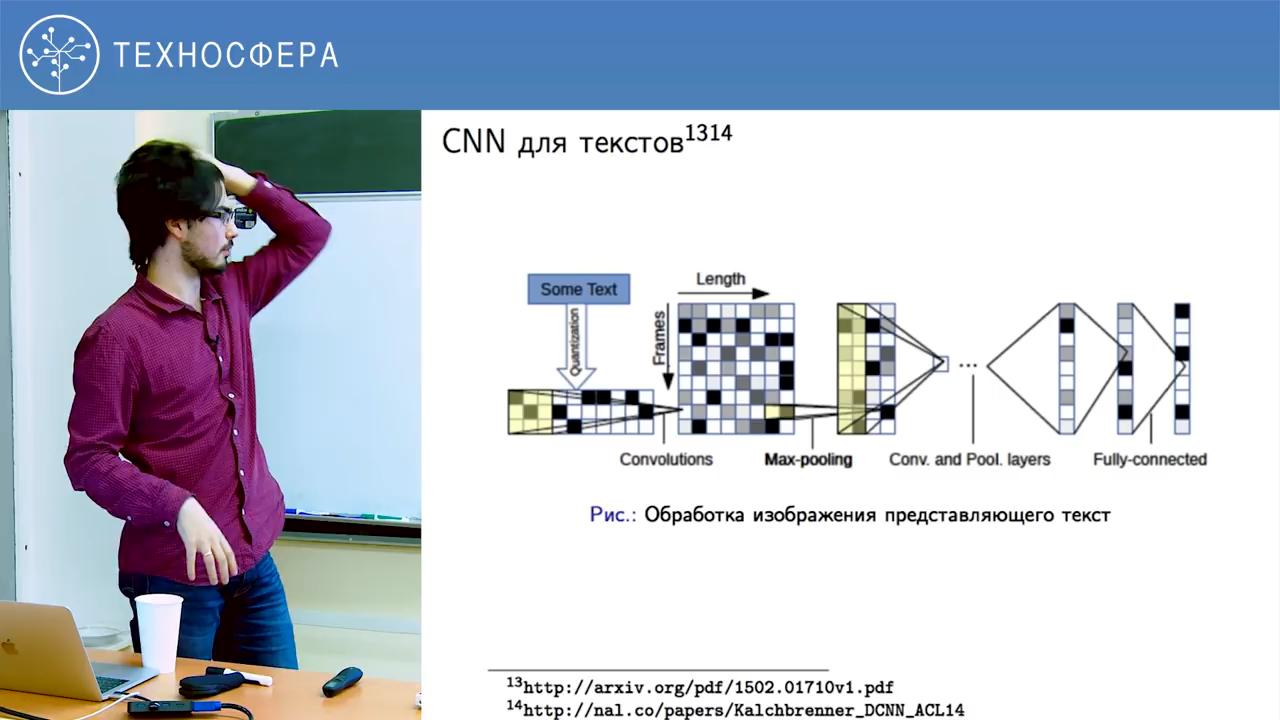 ТЕХНОСФЕРА
CNN для текстов1314
Length
Some Text
Quantization
Frames
...
Convolutions
Max-pooling
Conv. and Pool. layers
Fully-connected
Рис.: Обработка изображения представляющего текст
13http://arxiv.org/pdf/1502.01710v1.pdf
14http://nal.co/papers/Kalchbrenner_DCNN_ACL14